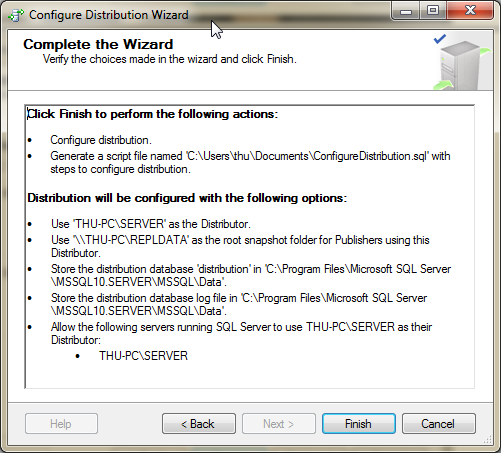 Configure Distribution Wizard
Complete the Wizard
Verify the choices made in the wizard and click Finish.
Click Finish to perform the following actions:
• Configure distribution.
• Generate a script file named 'C:\Users\thu\Documents\ConfigureDistribution.sql' with
steps to configure distribution.
Distribution will be configured with the following options:
• Use 'THU-PC\SERVER' as the Distributor.
• Use '\\THU-PC\REPLDATA' as the root snapshot folder for Publishers using this
Distributor.
• Store the distribution database 'distribution' in 'C:\Program Files\Microsoft SQL Server
\MSSQL10.SERVER\MSSQL\Data'.
• Store the distribution database log file in 'C:\Program Files\Microsoft SQL Server
\MSSQL10.SERVER\MSSQL\Data'.
• Allow the following servers running SQL Server to use THU-PC\SERVER as their
Distributor:
• THU-PC\SERVER
Help < Back Next > Finish Cancel